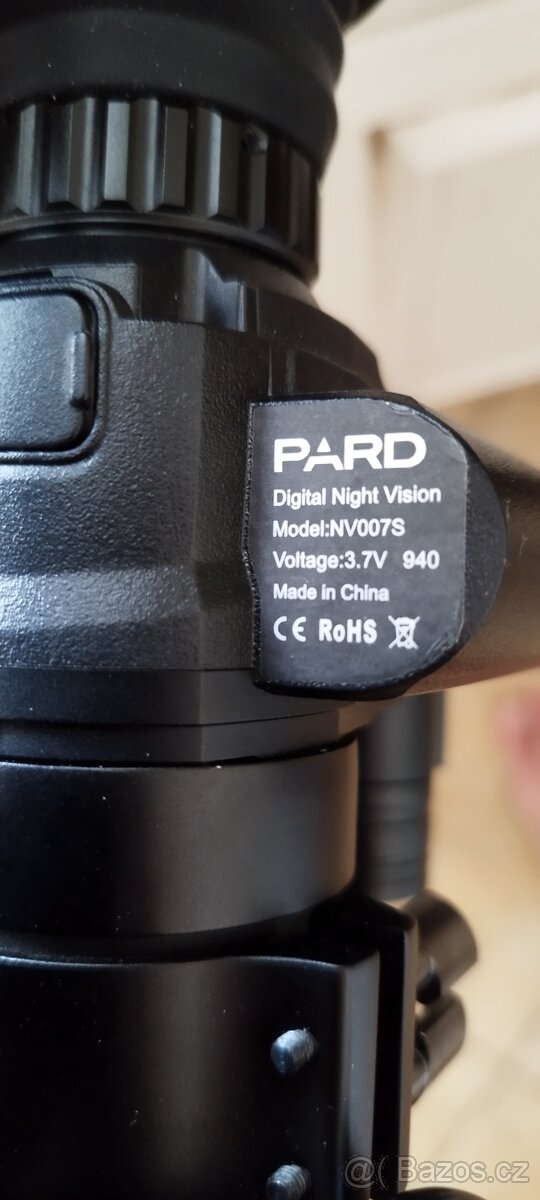 PARD
Digital Night Vision
Model:NV007S
Voltage:3.7V 940
Made in China
CE RoHS
@( Bazos.cz